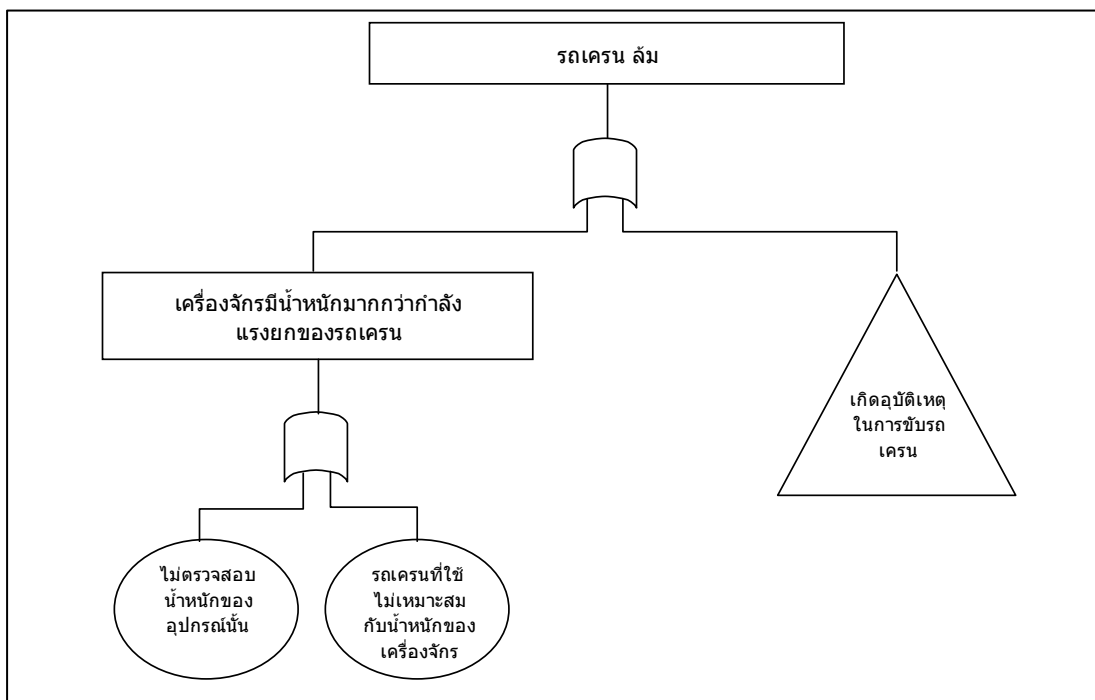 รถเครน ล้ม
เครื่องจักรมีน้ำหนักมากกว่ากำลัง
แรงยกของรถเครน
เกิดอุบัติเหตุ
ในการขับรถ
เครน
ไม่ตรวจสอบ
น้ำหนักของ
อุปกรณ์นั้น
รถเครนที่ใช้
ไม่เหมาะสม
กับน้ำหนักของ
เครื่องจักร